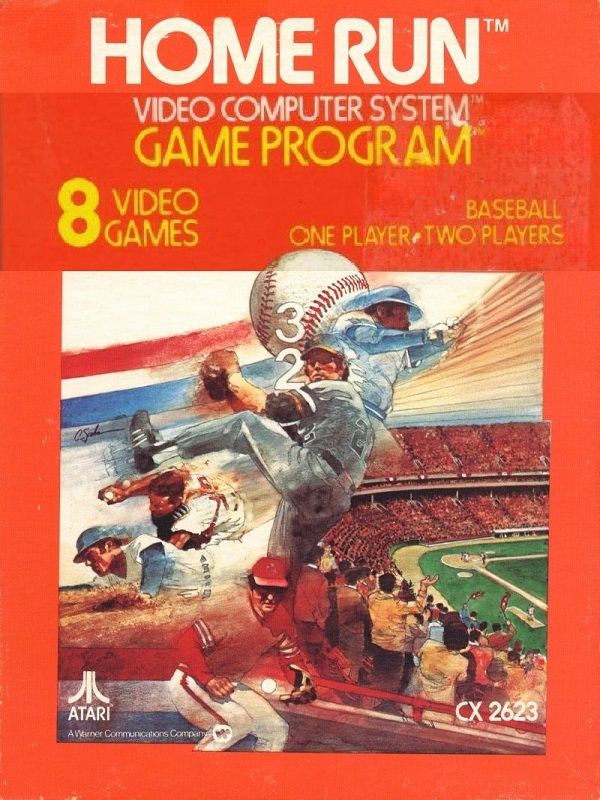 HOME RUN™
VIDEO COMPUTER SYSTEM™
GAME PROGRAM™
8 VIDEO
GAMES
BASEBALL
ONE PLAYER • TWO PLAYERS
3
2
ATARI
A Warner Communications Company
CX 2623